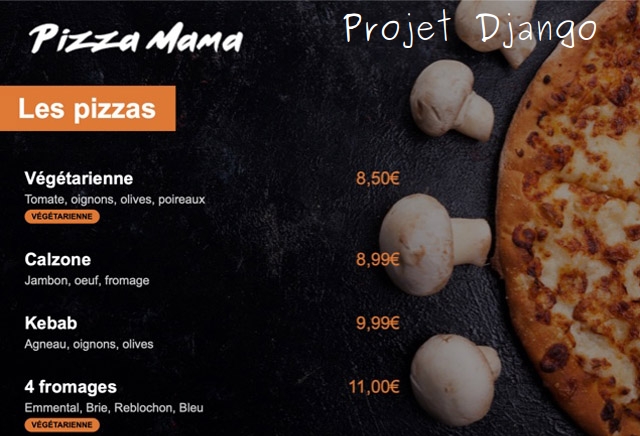 Pizza Mama
Projet Django
Les pizzas
Végétarienne 8,50€
Tomate, oignons, olives, poireaux
VÉGÉTARIENNE
Calzone 8,99€
Jambon, oeuf, fromage
Kebab 9,99€
Agneau, oignons, olives
4 fromages 11,00€
Emmental, Brie, Reblochon, Bleu
VÉGÉTARIENNE